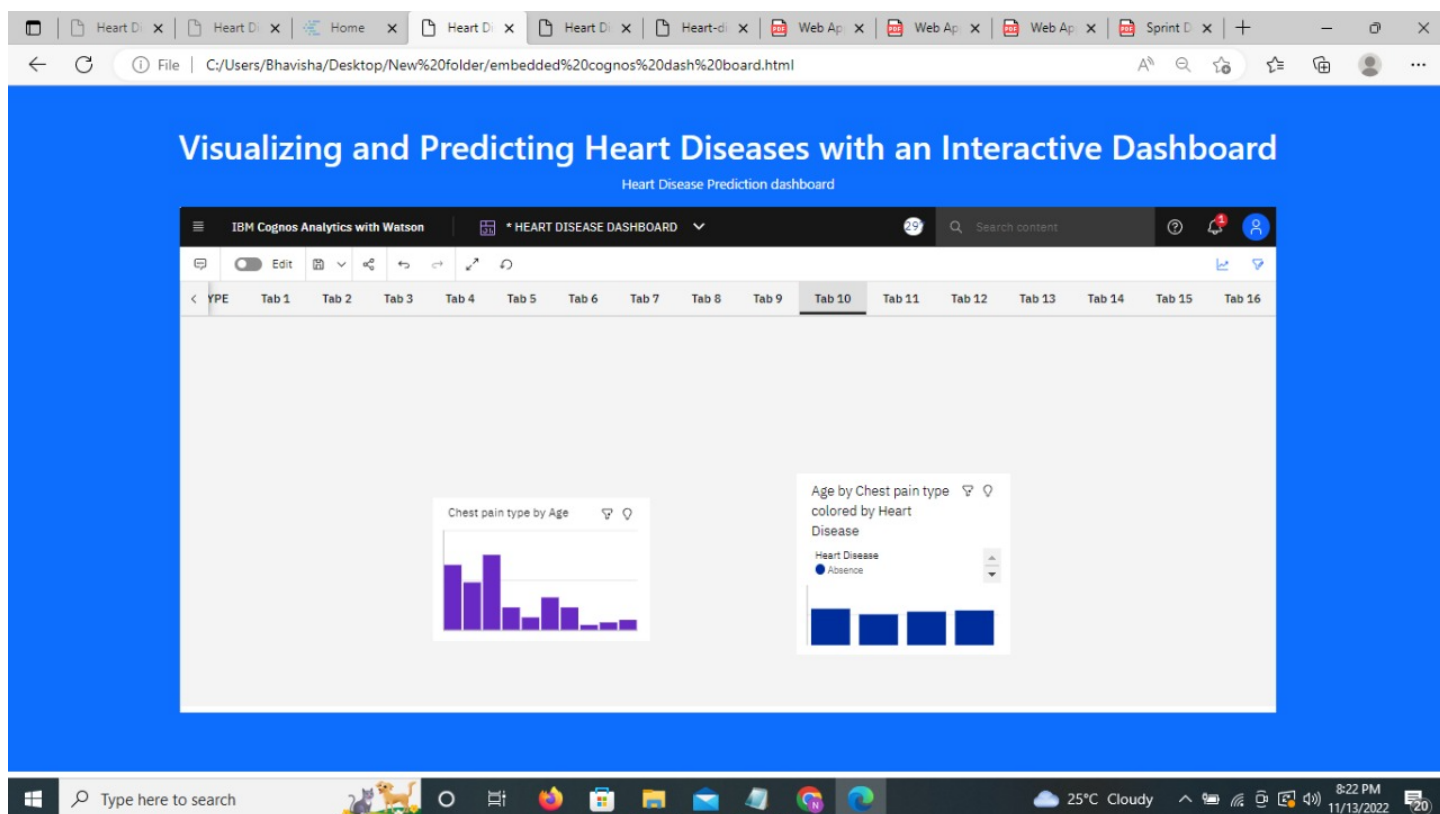 Heart Di Heart Di Home Heart Di Heart Di Heart-di Web Ap Web Ap Web Ap Sprint D
File C:/Users/Bhavisha/Desktop/New%20folder/embedded%20cognos%20dash%20board.html
Visualizing and Predicting Heart Diseases with an Interactive Dashboard
Heart Disease Prediction dashboard
IBM Cognos Analytics with Watson * HEART DISEASE DASHBOARD Search content 1
Edit
YPE Tab 1 Tab 2 Tab 3 Tab 4 Tab 5 Tab 6 Tab 7 Tab 8 Tab 9 Tab 10 Tab 11 Tab 12 Tab 13 Tab 14 Tab 15 Tab 16
Chest pain type by Age
Age by Chest pain type
colored by Heart
Disease
Heart Disease
Absence
Type here to search 25°C Cloudy 8:22 PM
11/13/2022 20